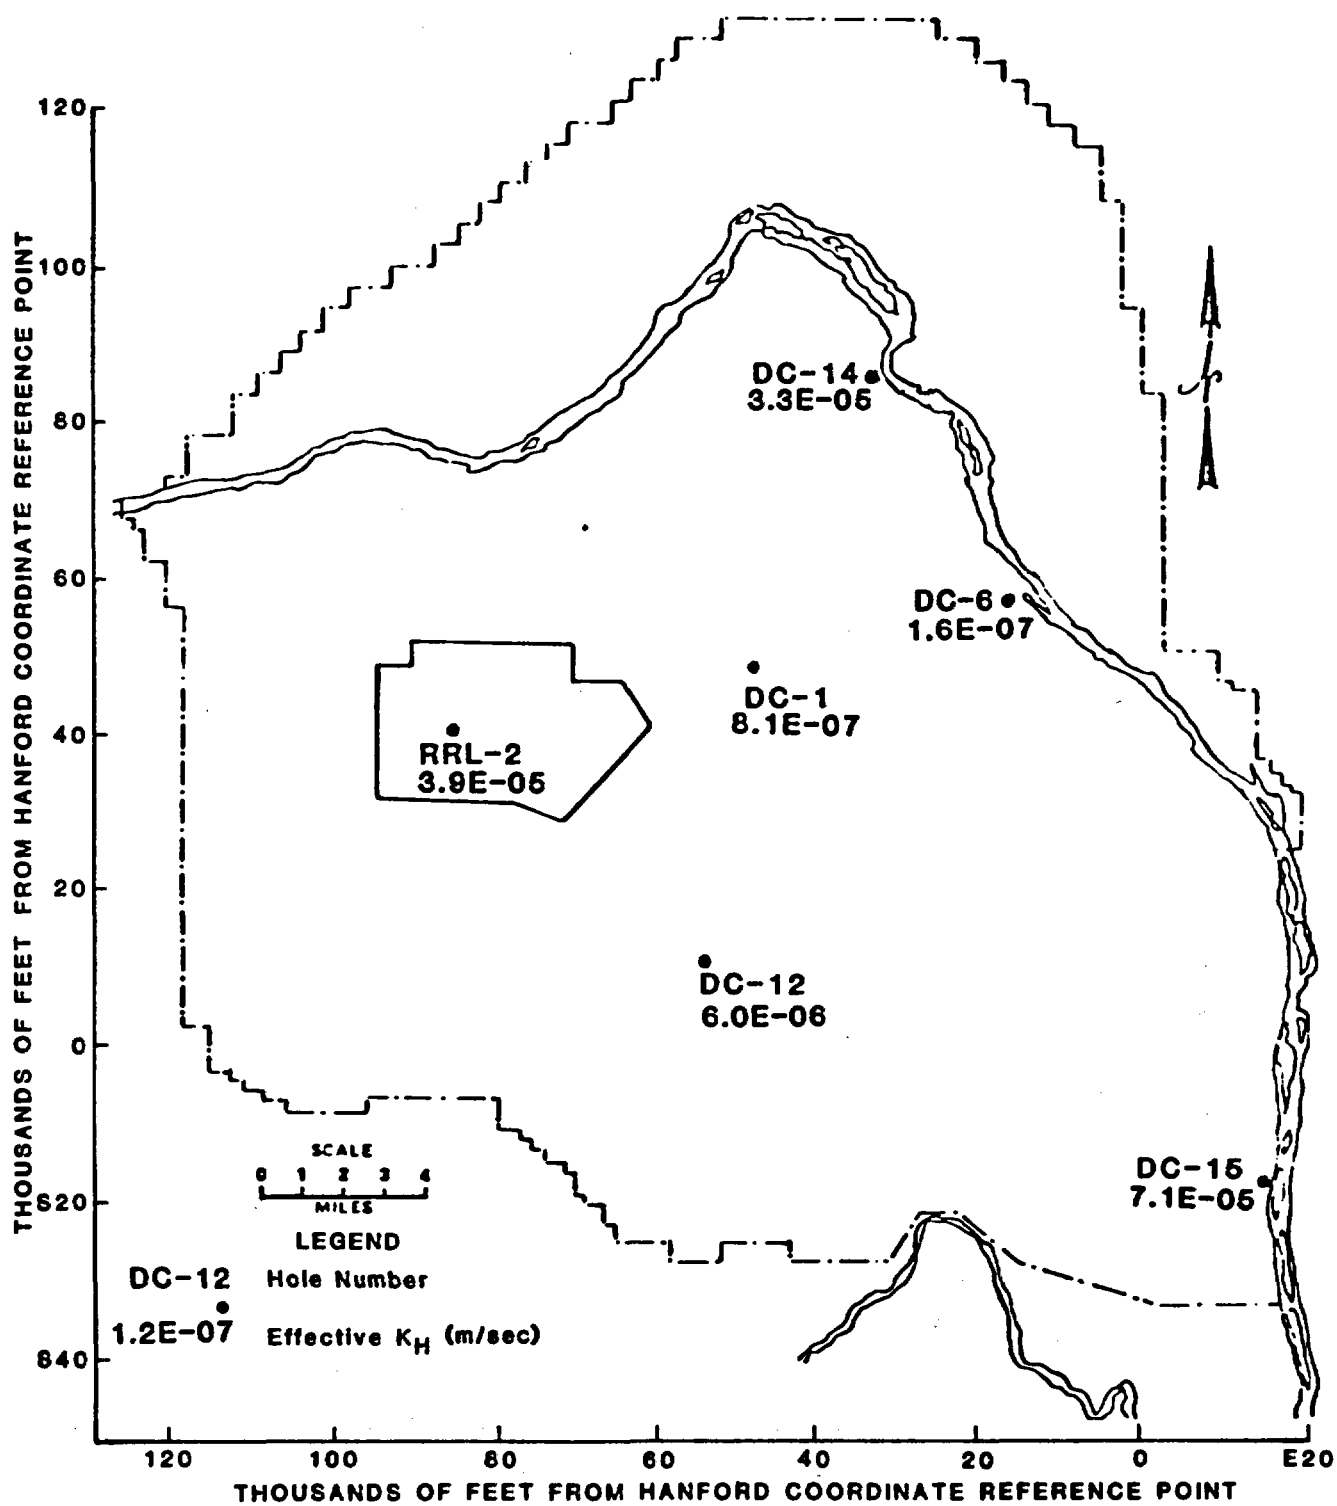 120
100
80
60
40
20
0
S20
S40
THOUSANDS OF FEET FROM HANFORD COORDINATE REFERENCE POINT
DC-14
3.3E-05
DC-6
1.6E-07
DC-1
8.1E-07
RRL-2
3.9E-05
DC-12
6.0E-06
DC-15
7.1E-05
SCALE
0 1 2 3 4
MILES
LEGEND
DC-12 Hole Number
1.2E-07 Effective KH (m/sec)
120 100 80 60 40 20 0 E20
THOUSANDS OF FEET FROM HANFORD COORDINATE REFERENCE POINT